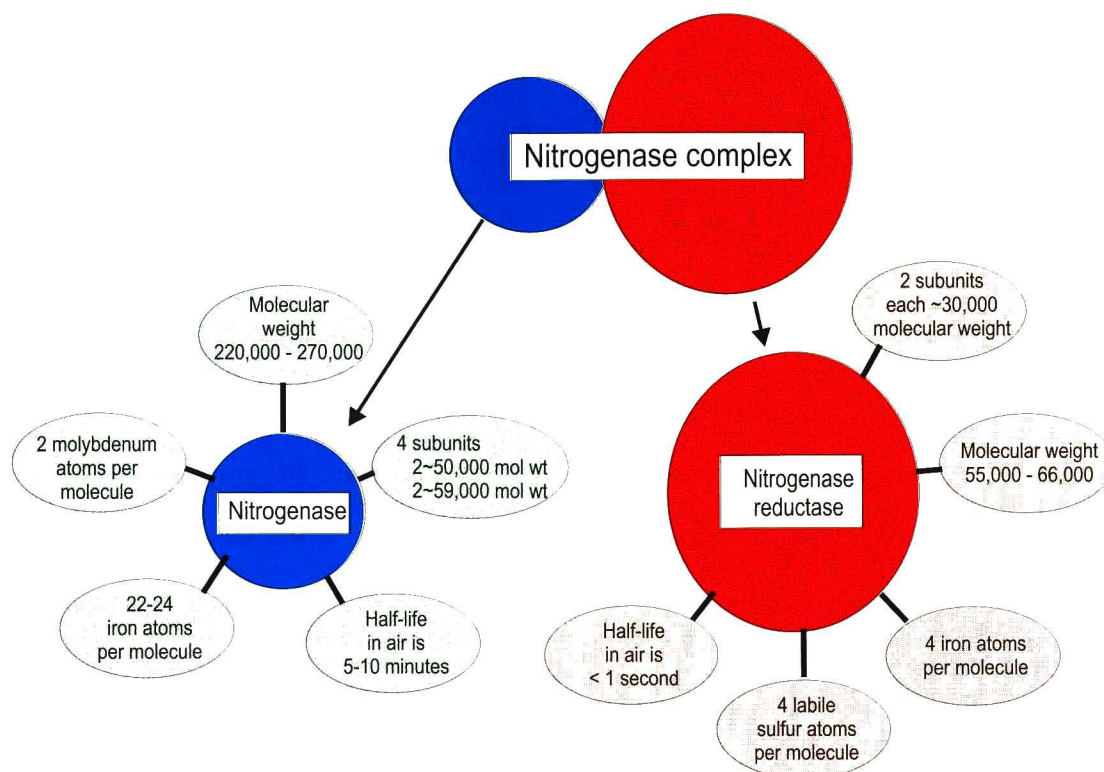 Nitrogenase complex
Molecular
weight
220,000 - 270,000
2 molybdenum
atoms per
molecule
4 subunits
2~50,000 mol wt
2~59,000 mol wt
Nitrogenase
22-24
iron atoms
per molecule
Half-life
in air is
5-10 minutes
2 subunits
each ~30,000
molecular weight
Molecular weight
55,000 - 66,000
Nitrogenase
reductase
Half-life
in air is
< 1 second
4 labile
sulfur atoms
per molecule
4 iron atoms
per molecule